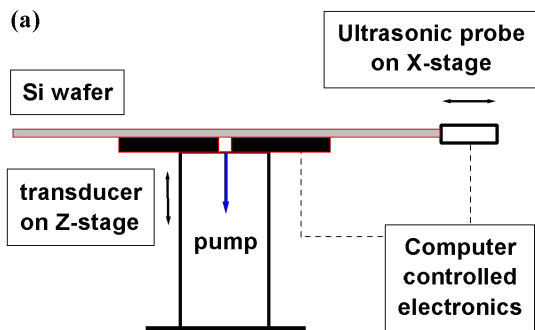 (a)
Ultrasonic probe
on X-stage
Si wafer
transducer
on Z-stage
pump
Computer
controlled
electronics